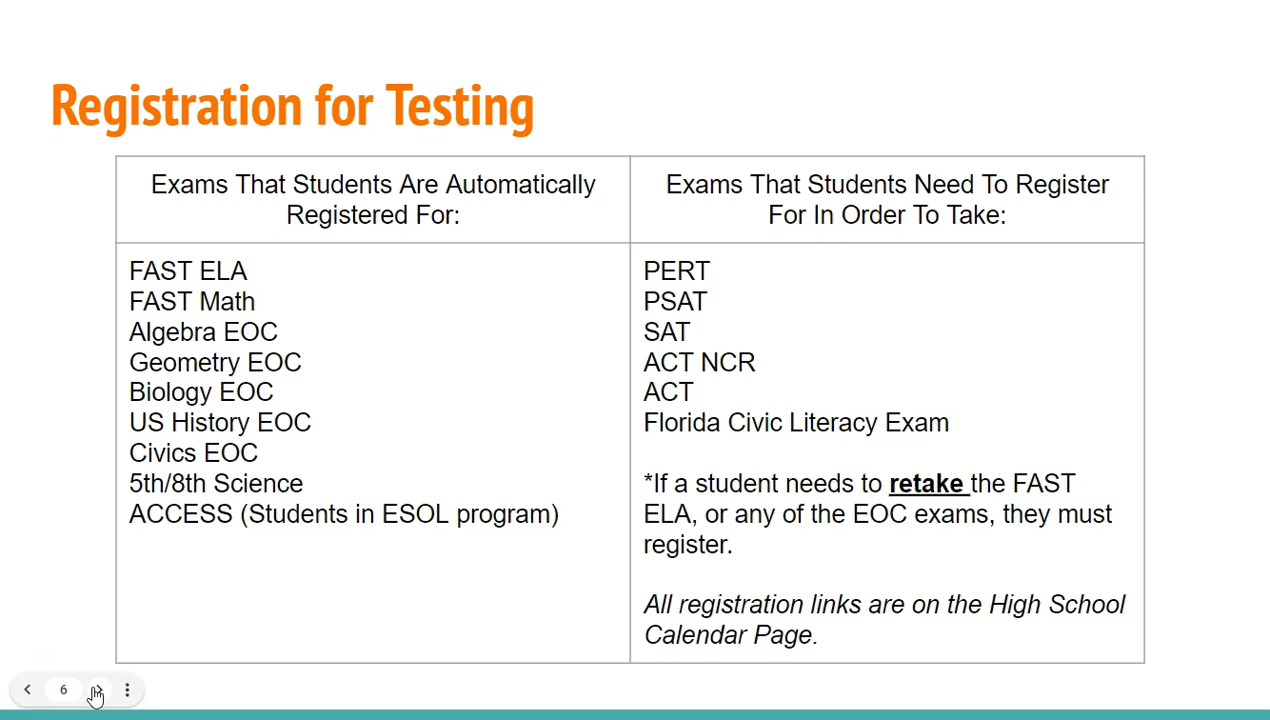 Registration for Testing
Exams That Students Are Automatically
Registered For:
Exams That Students Need To Register
For In Order To Take:
FAST ELA
FAST Math
Algebra EOC
Geometry EOC
Biology EOC
US History EOC
Civics EOC
5th/8th Science
ACCESS (Students in ESOL program)
PERT
PSAT
SAT
ACT NCR
ACT
Florida Civic Literacy Exam
*If a student needs to retake the FAST
ELA, or any of the EOC exams, they must
register.
All registration links are on the High School
Calendar Page.
6